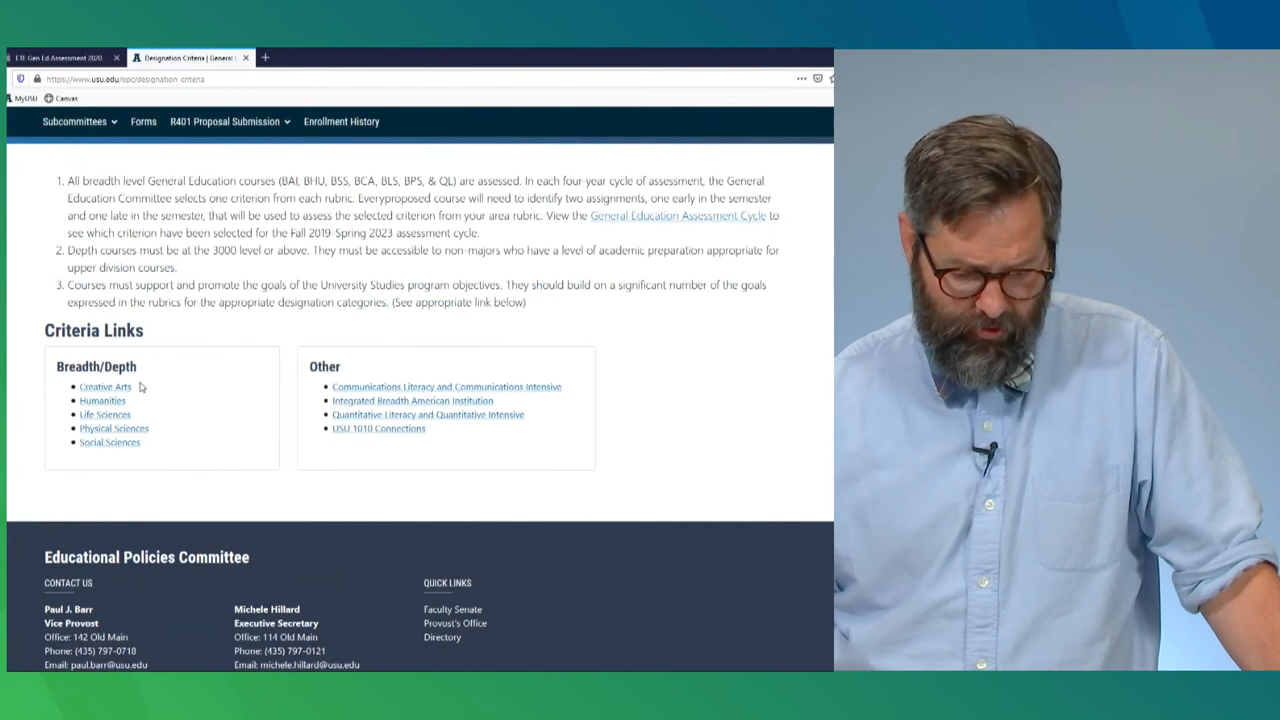 ETE Gen Ed Assessment 2020
Designation Criteria | General
https://www.usu.edu/epc/designation_criteria
MyUSU Canvas
Subcommittees Forms R401 Proposal Submission Enrollment History
1. All breadth level General Education courses (BAI, BHU, BSS, BCA, BLS, BPS, & QL) are assessed. In each four-year cycle of assessment, the General
Education Committee selects one criterion from each rubric. Everyproposed course will need to identify two assignments, one early in the semester
and one late in the semester, that will be used to assess the selected criterion from your area rubric. View the General Education Assessment Cycle to
see which criterion have been selected for the Fall 2019-Spring 2023 assessment cycle.
2. Depth courses must be at the 3000 level or above. They must be accessible to non-majors who have a level of academic preparation appropriate for
upper division courses.
3. Courses must support and promote the goals of the University Studies program objectives. They should build on a significant number of the goals
expressed in the rubrics for the appropriate designation categories. (See appropriate link below)
Criteria Links
Breadth/Depth
Creative Arts
Humanities
Life Sciences
Physical Sciences
Social Sciences
Other
Communications Literacy and Communications Intensive
Integrated Breadth American Institution
Quantitative Literacy and Quantitative Intensive
USU 1010 Connections
Educational Policies Committee
CONTACT US
Paul J. Barr
Vice Provost
Office: 142 Old Main
Phone: (435) 797-0718
Email: paul.barr@usu.edu
Michele Hillard
Executive Secretary
Office: 114 Old Main
Phone: (435) 797-0121
Email: michele.hillard@usu.edu
QUICK LINKS
Faculty Senate
Provost's Office
Directory